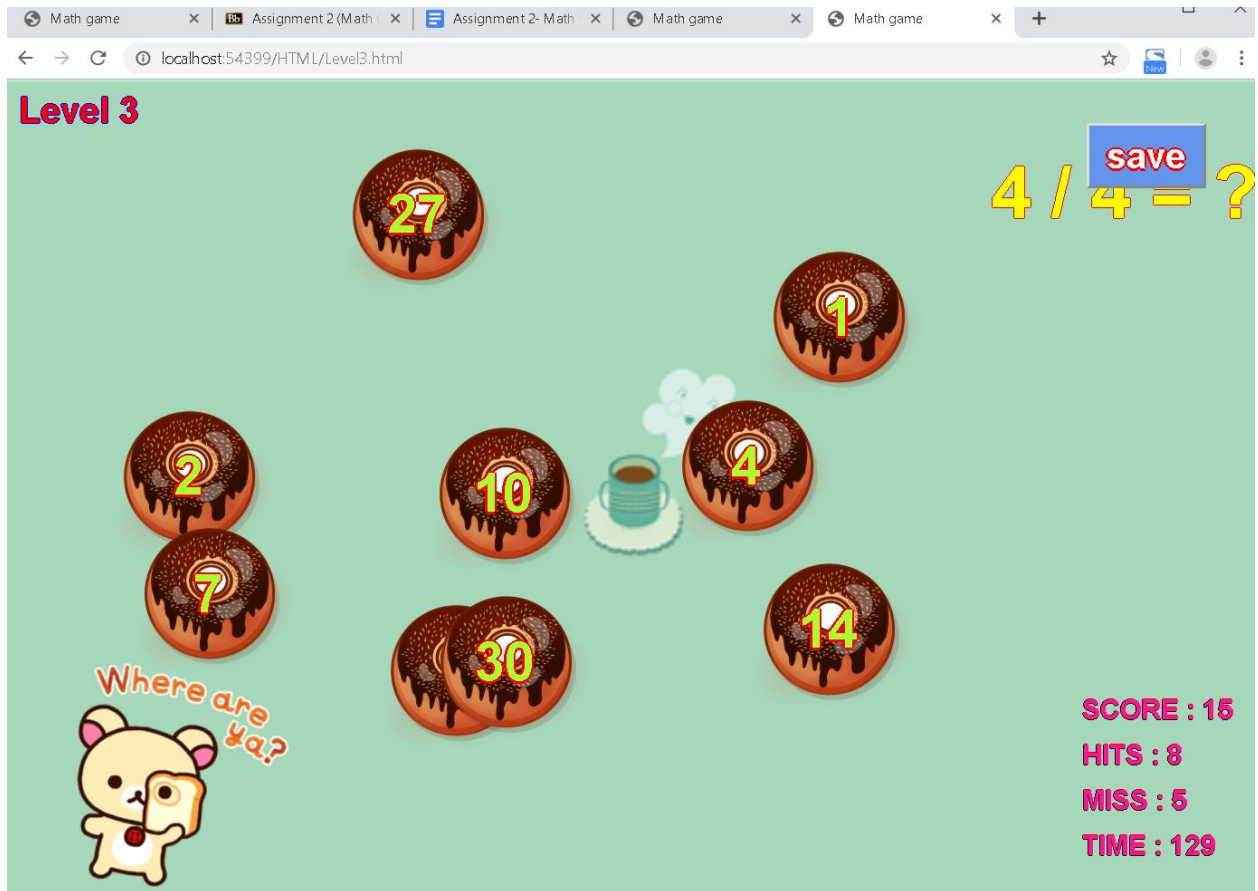 Math game
Assignment 2 (Math
Assignment 2- Math
Math game
Math game
localhost:54399/HTML/Level3.html
New
Level 3
save
4 / 4 = ?
27
1
2
10
4
7
30
14
Where are
ya?
SCORE : 15
HITS : 8
MISS : 5
TIME : 129